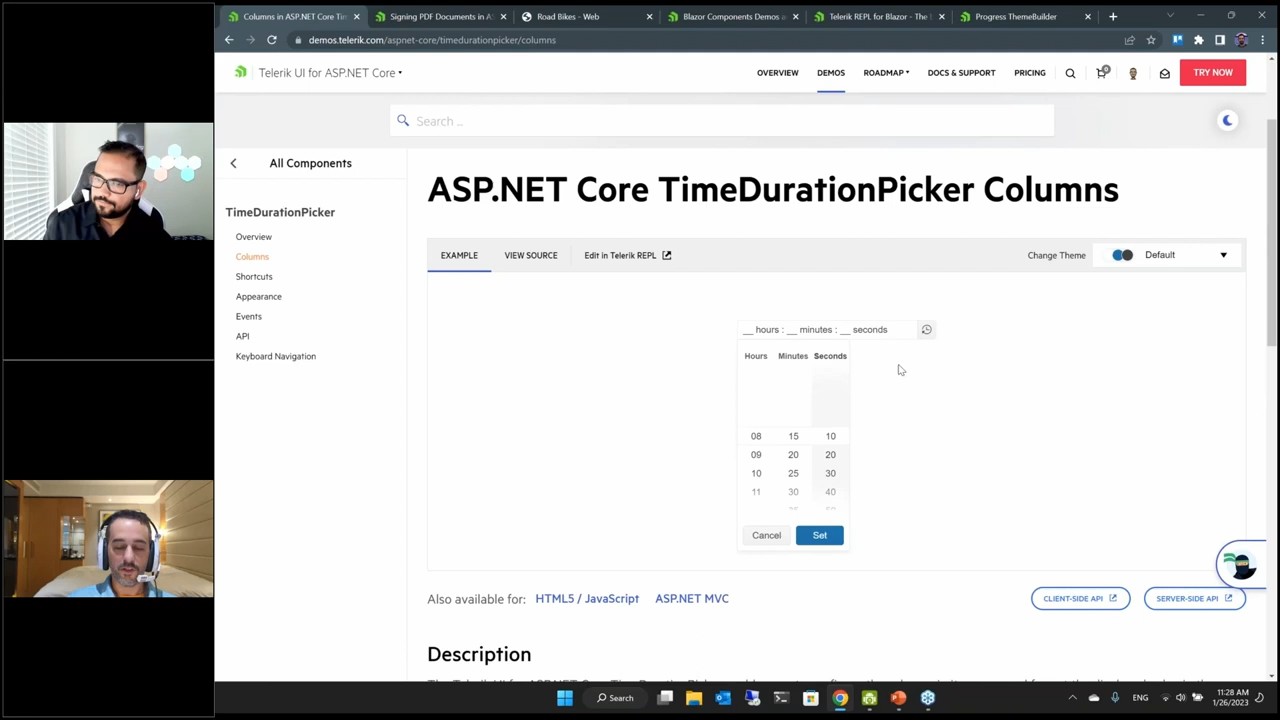 Columns in ASP.NET Core Tim
Signing PDF Documents in AS
Road Bikes - Web
Blazor Components Demos a
Telerik REPL for Blazor - The
Progress ThemeBuilder
demos.telerik.com/aspnet-core/timedurationpicker/columns
Telerik UI for ASP.NET Core
OVERVIEW
DEMOS
ROADMAP
DOCS & SUPPORT
PRICING
0
TRY NOW
Search ...
All Components
TimeDurationPicker
Overview
Columns
Shortcuts
Appearance
Events
API
Keyboard Navigation
ASP.NET Core TimeDurationPicker Columns
EXAMPLE
VIEW SOURCE
Edit in Telerik REPL
Change Theme
Default
__ hours : __ minutes : __ seconds
Hours Minutes Seconds
08 15 10
09 20 20
10 25 30
11 30 40
Cancel
Set
Also available for: HTML5 / JavaScript ASP.NET MVC
CLIENT-SIDE API
SERVER-SIDE API
Description
Search
ENG
11:28 AM
1/26/2023